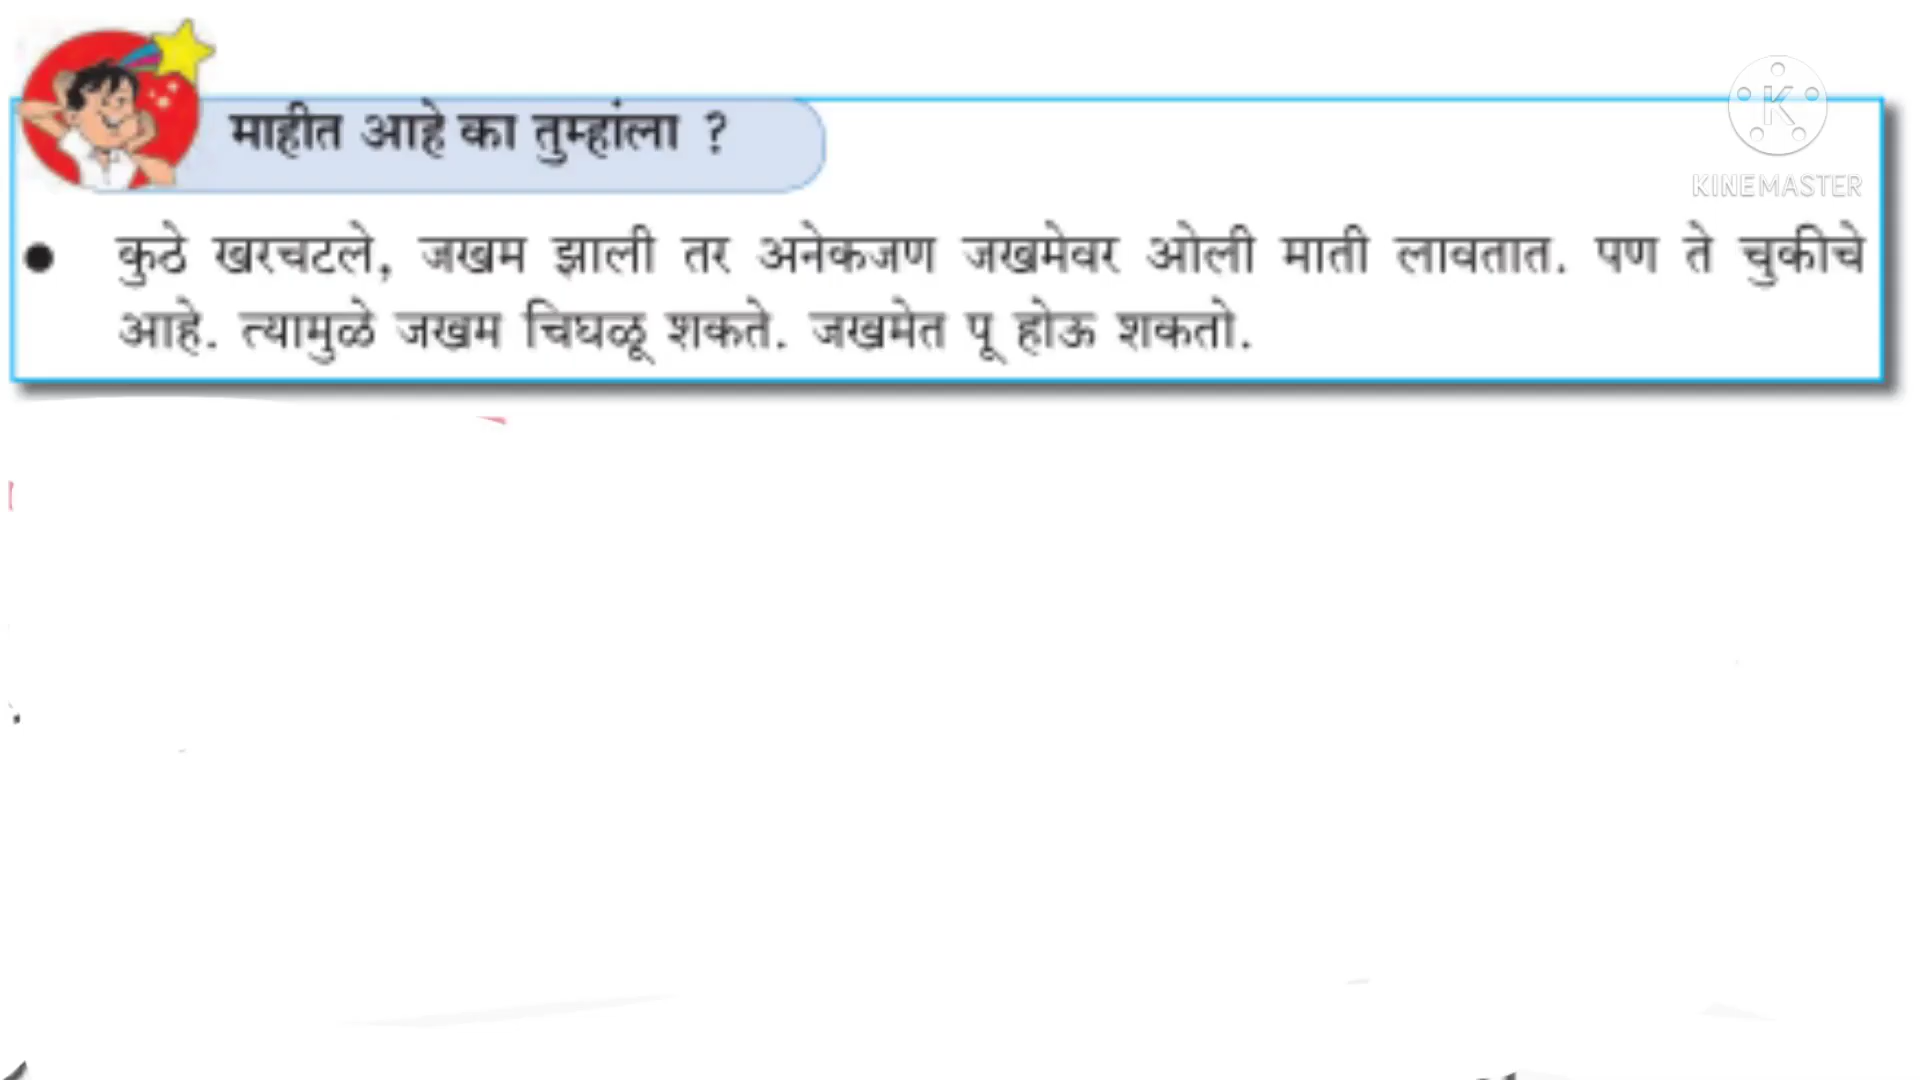 माहीत आहे का तुम्हांला ?
KINEMASTER
● कुठे खरचटले, जखम झाली तर अनेकजण जखमेवर ओली माती लावतात. पण ते चुकीचे
आहे. त्यामुळे जखम चिघळू शकते. जखमेत पू होऊ शकतो.